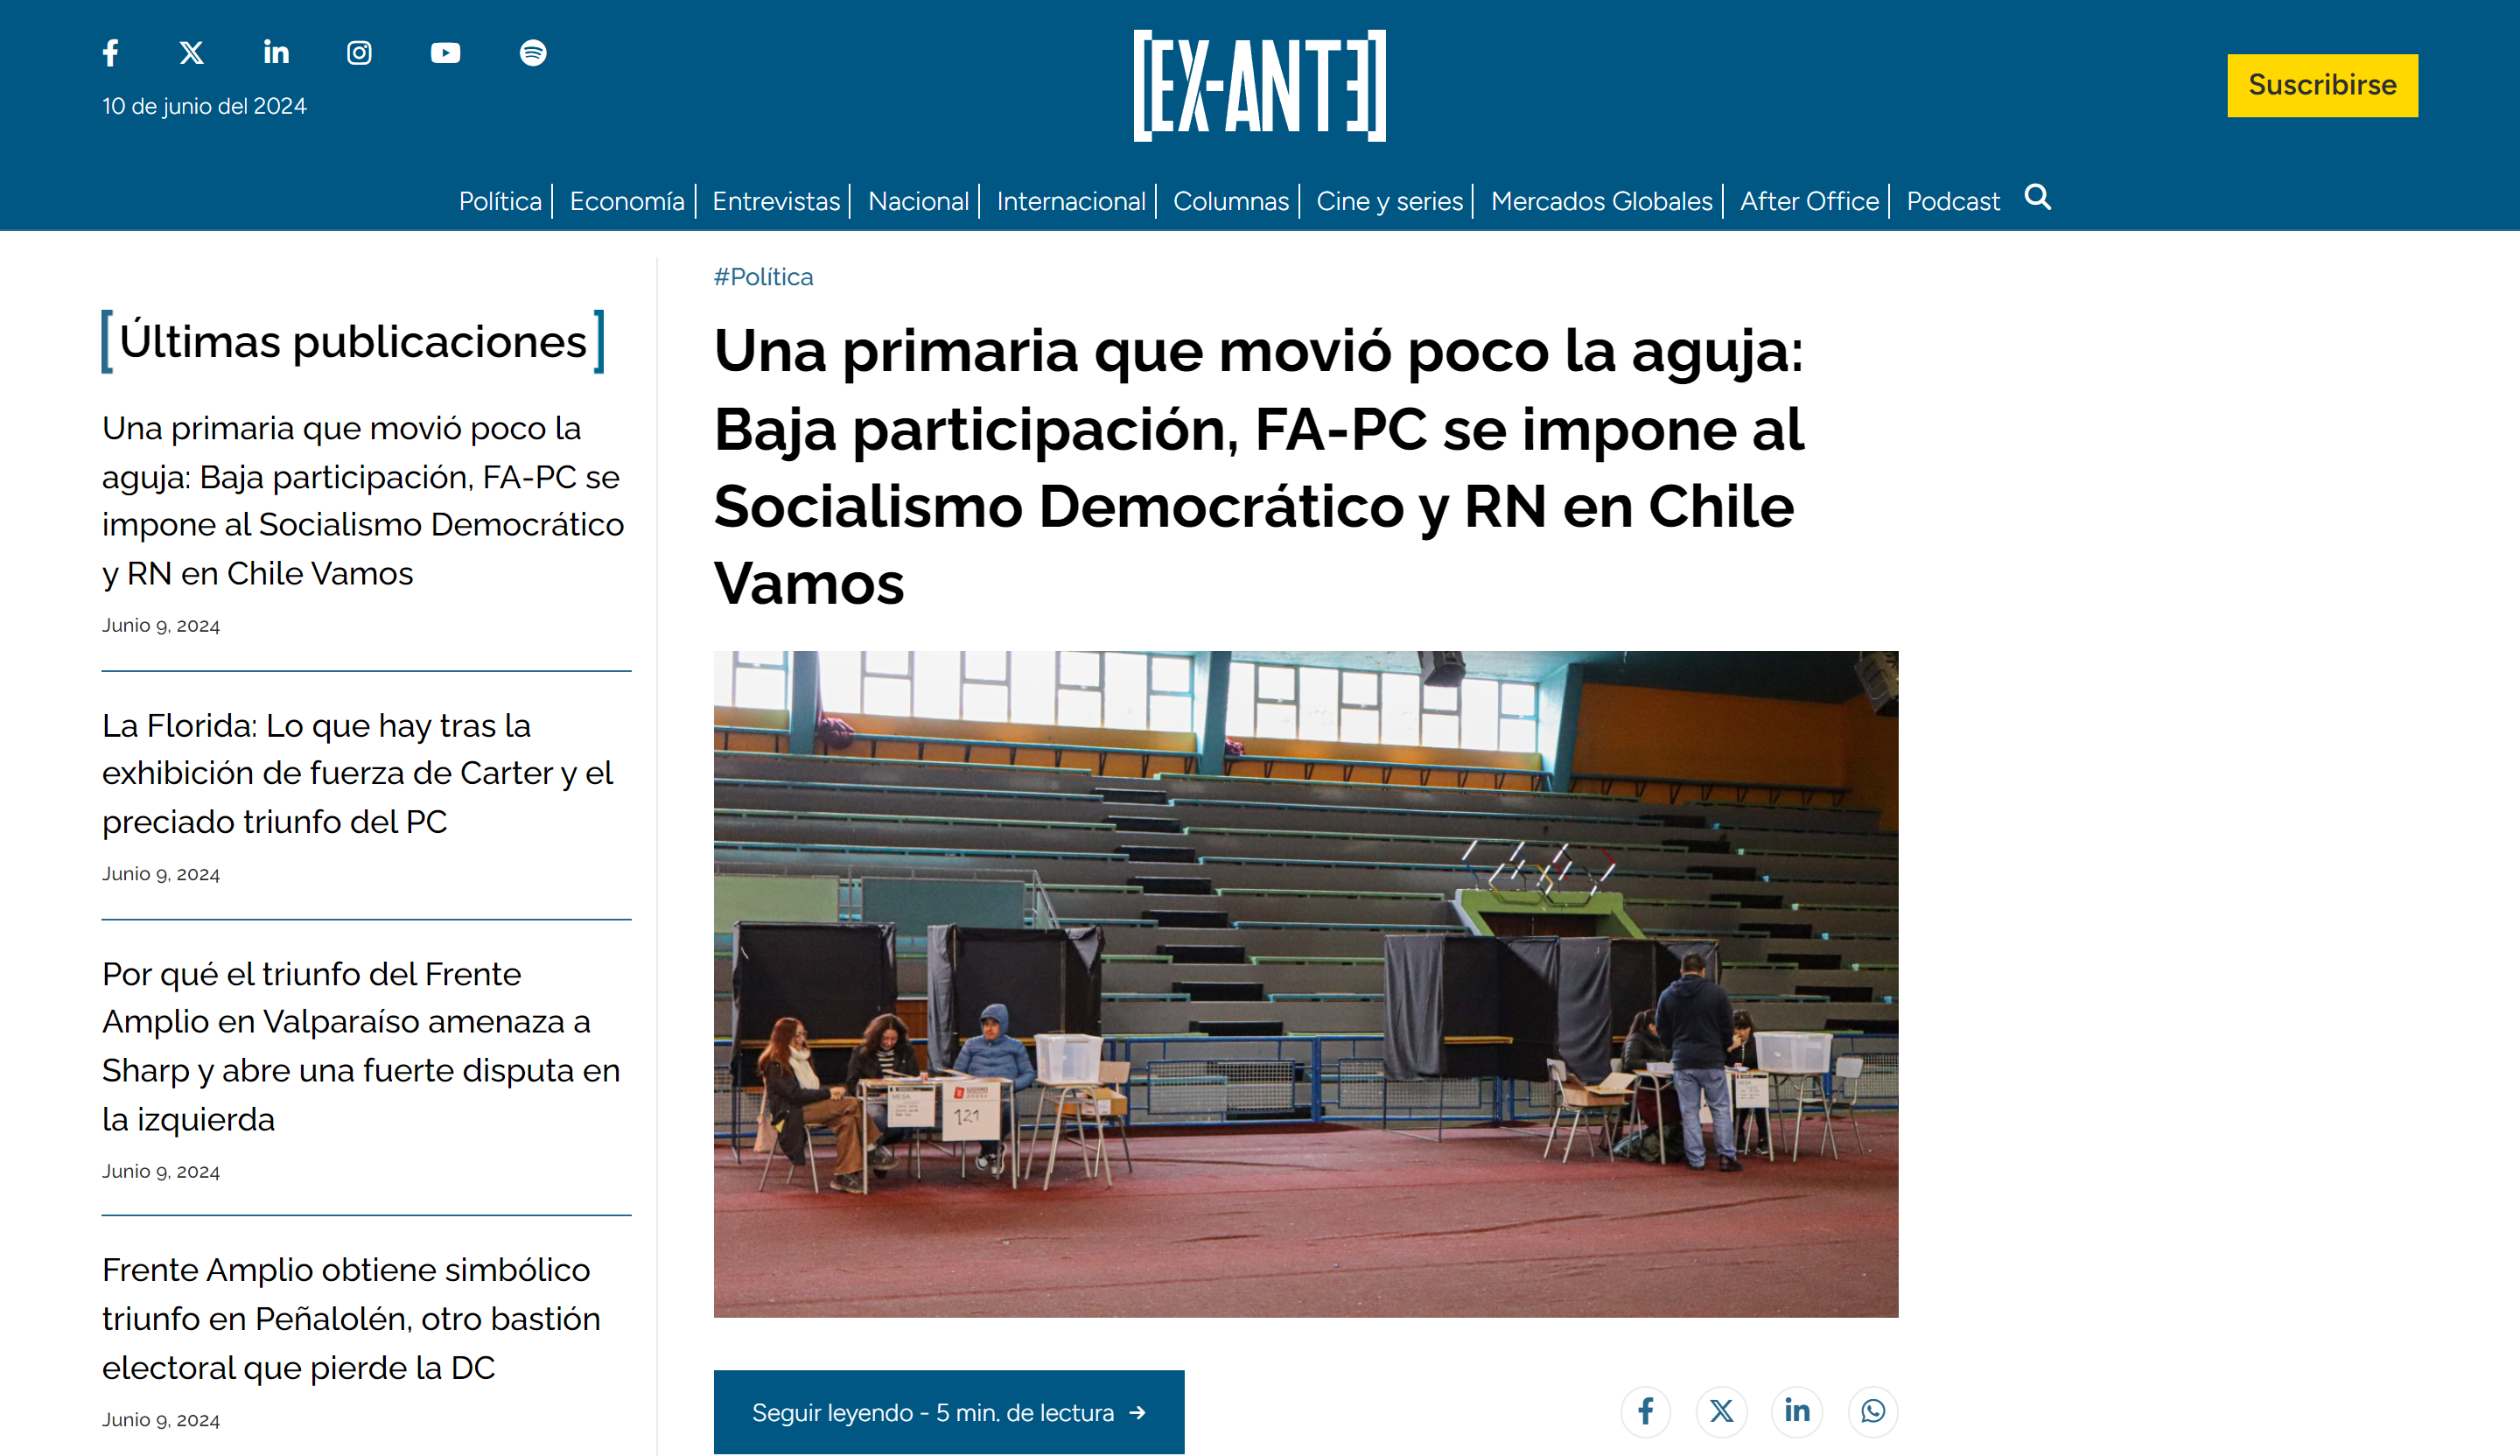 10 de junio del 2024
[EX-ANTE]
Suscribirse
Política
Economía
Entrevistas
Nacional
Internacional
Columnas
Cine y series
Mercados Globales
After Office
Podcast
[Últimas publicaciones]
Una primaria que movió poco la
aguja: Baja participación, FA-PC se
impone al Socialismo Democrático
y RN en Chile Vamos
Junio 9, 2024
La Florida: Lo que hay tras la
exhibición de fuerza de Carter y el
preciado triunfo del PC
Junio 9, 2024
Por qué el triunfo del Frente
Amplio en Valparaíso amenaza a
Sharp y abre una fuerte disputa en
la izquierda
Junio 9, 2024
Frente Amplio obtiene simbólico
triunfo en Peñalolén, otro bastión
electoral que pierde la DC
Junio 9, 2024
#Política
Una primaria que movió poco la aguja:
Baja participación, FA-PC se impone al
Socialismo Democrático y RN en Chile
Vamos
MESA
121
Seguir leyendo - 5 min. de lectura →